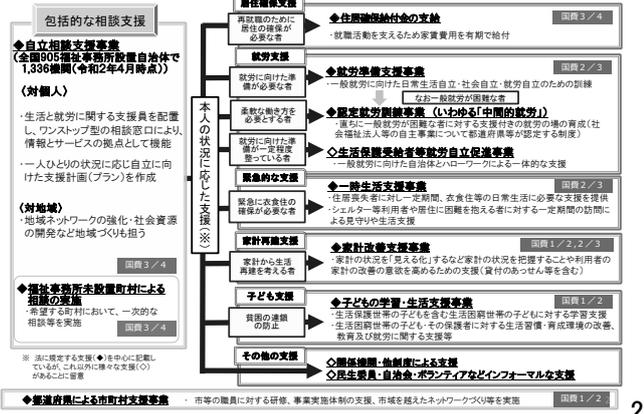 包括的な相談支援
◆自立相談支援事業
(全国905福祉事務所設置自治体で
1,336機関(令和2年4月時点))
〈対個人〉
・生活と就労に関する支援員を配置
し、ワンストップ型の相談窓口により、
情報とサービスの拠点として機能
・一人ひとりの状況に応じ自立に向
けた支援計画(プラン)を作成
〈対地域〉
・地域ネットワークの強化・社会資源
の開発など地域づくりも担う
国費3/4
◆福祉事務所未設置町村による
相談の実施
・希望する町村において、一次的な
相談等を実施
国費3/4
※ 法に規定する支援(◆)を中心に記載し
ているが、これ以外に様々な支援(◇)
があることに留意
本人の状況に応じた支援(※)
居住確保支援
再就職のために
居住の確保が
必要な者
◆住居確保給付金の支給
国費3/4
・就職活動を支えるため家賃費用を有期で給付
就労支援
就労に向けた準
備が必要な者
◆就労準備支援事業
国費2/3
・一般就労に向けた日常生活自立・社会自立・就労自立のための訓練
なお一般就労が困難な者
柔軟な働き方を
必要とする者
◆認定就労訓練事業(いわゆる「中間的就労」)
・直ちに一般就労が困難な者に対する支援付きの就労の場の育成(社
会福祉法人等の自主事業について都道府県等が認定する制度)
就労に向けた準
備が一定程度
整っている者
◇生活保護受給者等就労自立促進事業
・一般就労に向けた自治体とハローワークによる一体的な支援
緊急的な支援
緊急に衣食住の
確保が必要な者
◆一時生活支援事業
国費2/3
・住居喪失者に対し一定期間、衣食住等の日常生活に必要な支援を提供
・シェルター等利用者や居住に困難を抱える者に対する一定期間の訪問に
よる見守りや生活支援
家計再建支援
家計から生活
再建を考える者
◆家計改善支援事業
国費1/2,2/3
・家計の状況を「見える化」するなど家計の状況を把握することや利用者の
家計の改善の意欲を高めるための支援(貸付のあっせん等を含む)
子ども支援
貧困の連鎖
の防止
◆子どもの学習・生活支援事業
国費1/2
・生活保護世帯の子どもを含む生活困窮世帯の子どもに対する学習支援
・生活困窮世帯の子ども・その保護者に対する生活習慣・育成環境の改善、
教育及び就労に関する支援等
その他の支援
◇関係機関・他制度による支援
◇民生委員・自治会・ボランティアなどインフォーマルな支援
◆都道府県による市町村支援事業
・ 市等の職員に対する研修、事業実施体制の支援、市域を越えたネットワークづくり等を実施
国費1/2
2